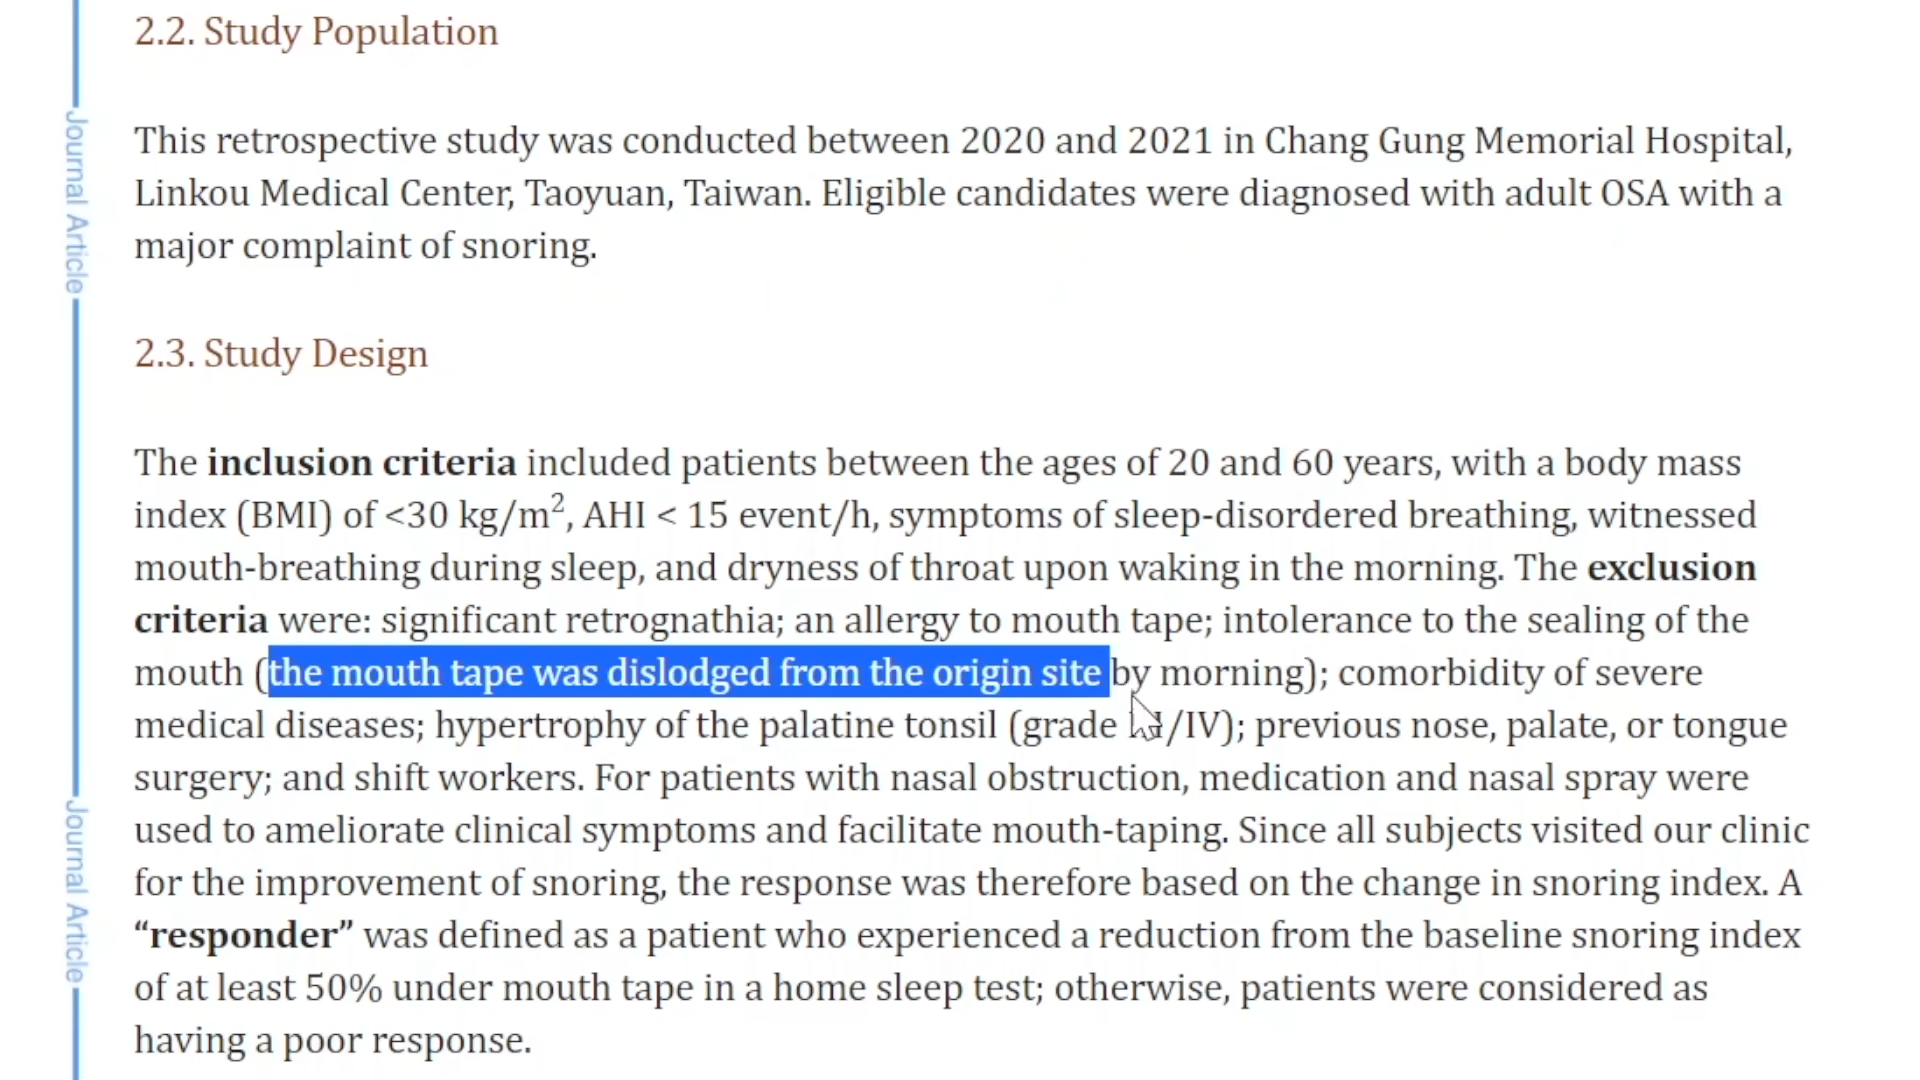 2.2. Study Population
This retrospective study was conducted between 2020 and 2021 in Chang Gung Memorial Hospital,
Linkou Medical Center, Taoyuan, Taiwan. Eligible candidates were diagnosed with adult OSA with a
major complaint of snoring.
2.3. Study Design
The inclusion criteria included patients between the ages of 20 and 60 years, with a body mass
index (BMI) of <30 kg/m², AHI < 15 event/h, symptoms of sleep-disordered breathing, witnessed
mouth-breathing during sleep, and dryness of throat upon waking in the morning. The exclusion
criteria were: significant retrognathia; an allergy to mouth tape; intolerance to the sealing of the
mouth (the mouth tape was dislodged from the origin site by morning); comorbidity of severe
medical diseases; hypertrophy of the palatine tonsil (grade /IV); previous nose, palate, or tongue
surgery; and shift workers. For patients with nasal obstruction, medication and nasal spray were
used to ameliorate clinical symptoms and facilitate mouth-taping. Since all subjects visited our clinic
for the improvement of snoring, the response was therefore based on the change in snoring index. A
“responder” was defined as a patient who experienced a reduction from the baseline snoring index
of at least 50% under mouth tape in a home sleep test; otherwise, patients were considered as
having a poor response.
Journal Article
Journal Article